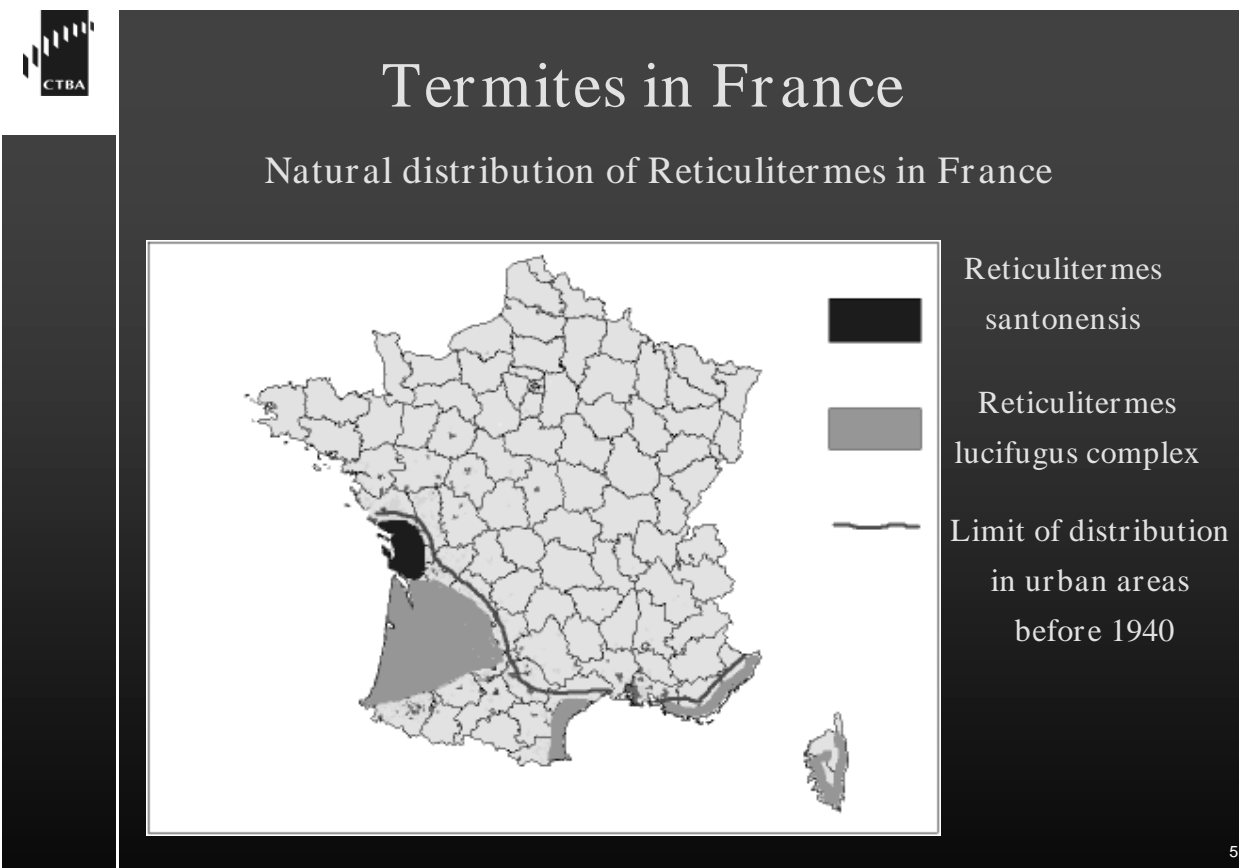 CTBA
Termites in France
Natural distribution of Reticulitermes in France
Reticulitermes
santonensis
Reticulitermes
lucifugus complex
Limit of distribution
in urban areas
before 1940
5